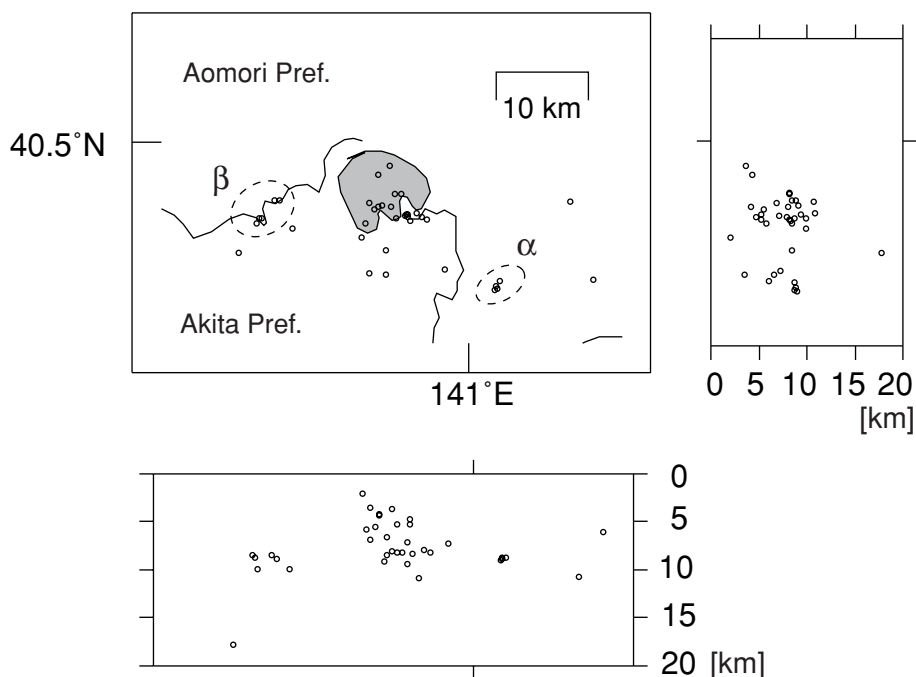 Aomori Pref.
10 km
40.5°N
β
α
Akita Pref.
141°E
0 5 10 15 20
[km]
0
5
10
15
20 [km]